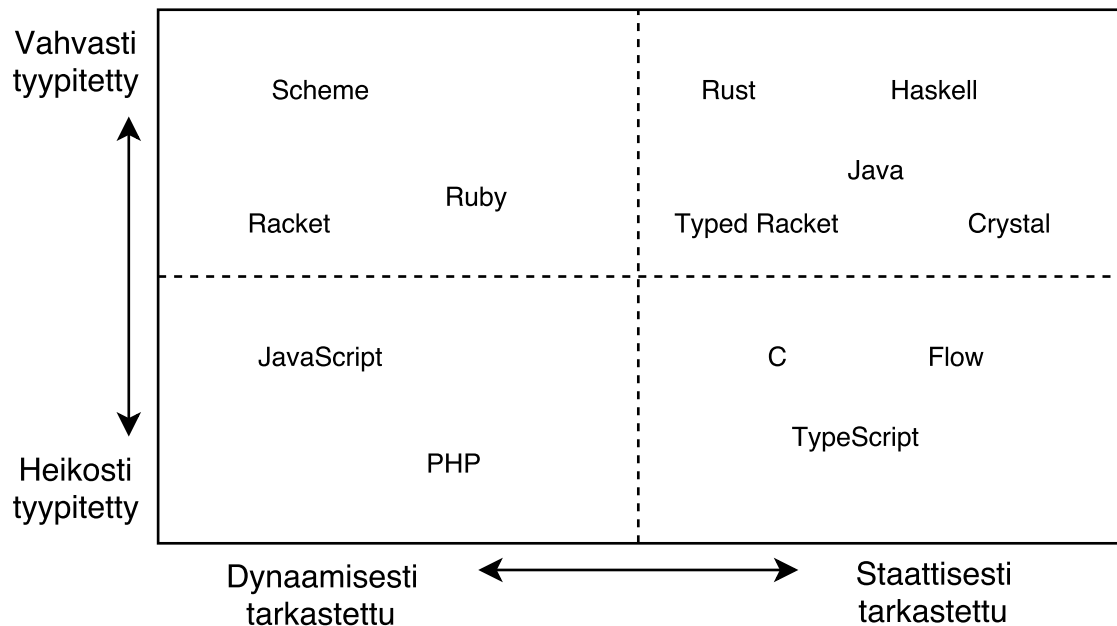 Vahvasti
tyypitetty
Scheme
Rust
Haskell
Java
Ruby
Racket
Typed Racket
Crystal
JavaScript
C
Flow
TypeScript
PHP
Heikosti
tyypitetty
Dynaamisesti
tarkastettu
Staattisesti
tarkastettu